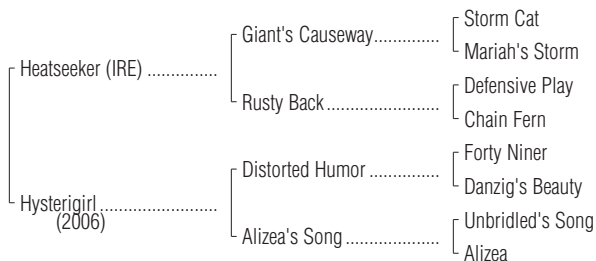 Storm Cat
Giant's Causeway...............
Mariah's Storm
Heatseeker (IRE) ...............
Defensive Play
Rusty Back........................
Chain Fern
Forty Niner
Distorted Humor ................
Danzig's Beauty
Hysterigirl.........................
(2006)
Unbridled's Song
Alizea's Song....................
Alizea